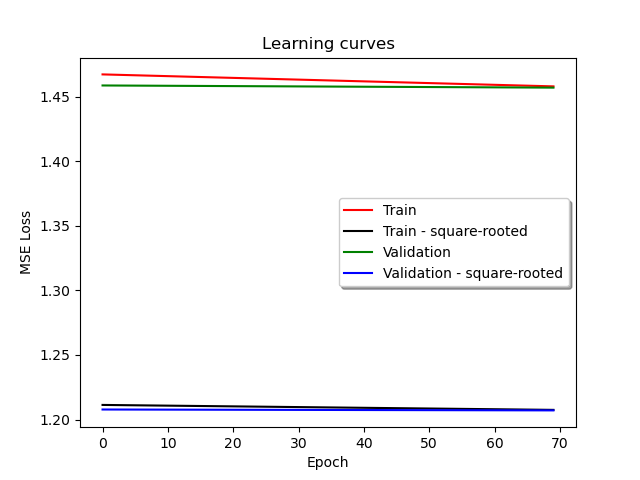 Learning curves
MSE Loss
1.45
1.40
1.35
1.30
1.25
1.20
Train
Train - square-rooted
Validation
Validation - square-rooted
0 10 20 30 40 50 60 70
Epoch